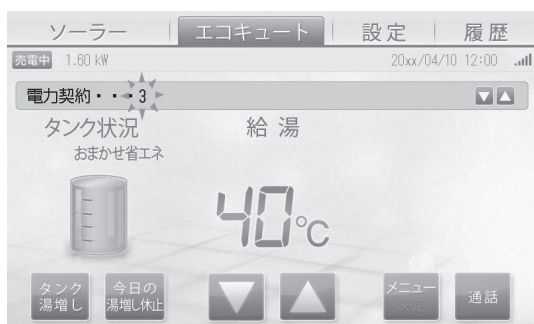 ソーラー エコキュート 設定 履歴
売電中 1.60 kW 20xx/04/10 12:00
電力契約・・・3
タンク状況 給湯
おまかせ省エネ
40℃
タンク湯増し 今日の湯増し休止 メニュー 通話